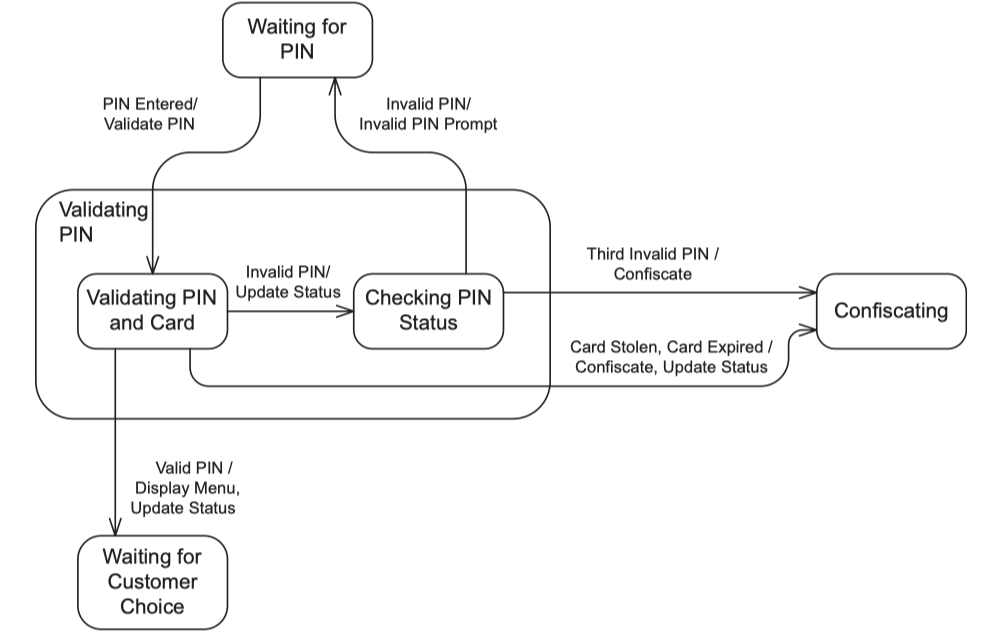 Waiting for
PIN
PIN Entered/
Validate PIN
Invalid PIN/
Invalid PIN Prompt
Validating
PIN
Validating PIN
and Card
Invalid PIN/
Update Status
Checking PIN
Status
Third Invalid PIN /
Confiscate
Confiscating
Card Stolen, Card Expired /
Confiscate, Update Status
Valid PIN /
Display Menu,
Update Status
Waiting for
Customer
Choice